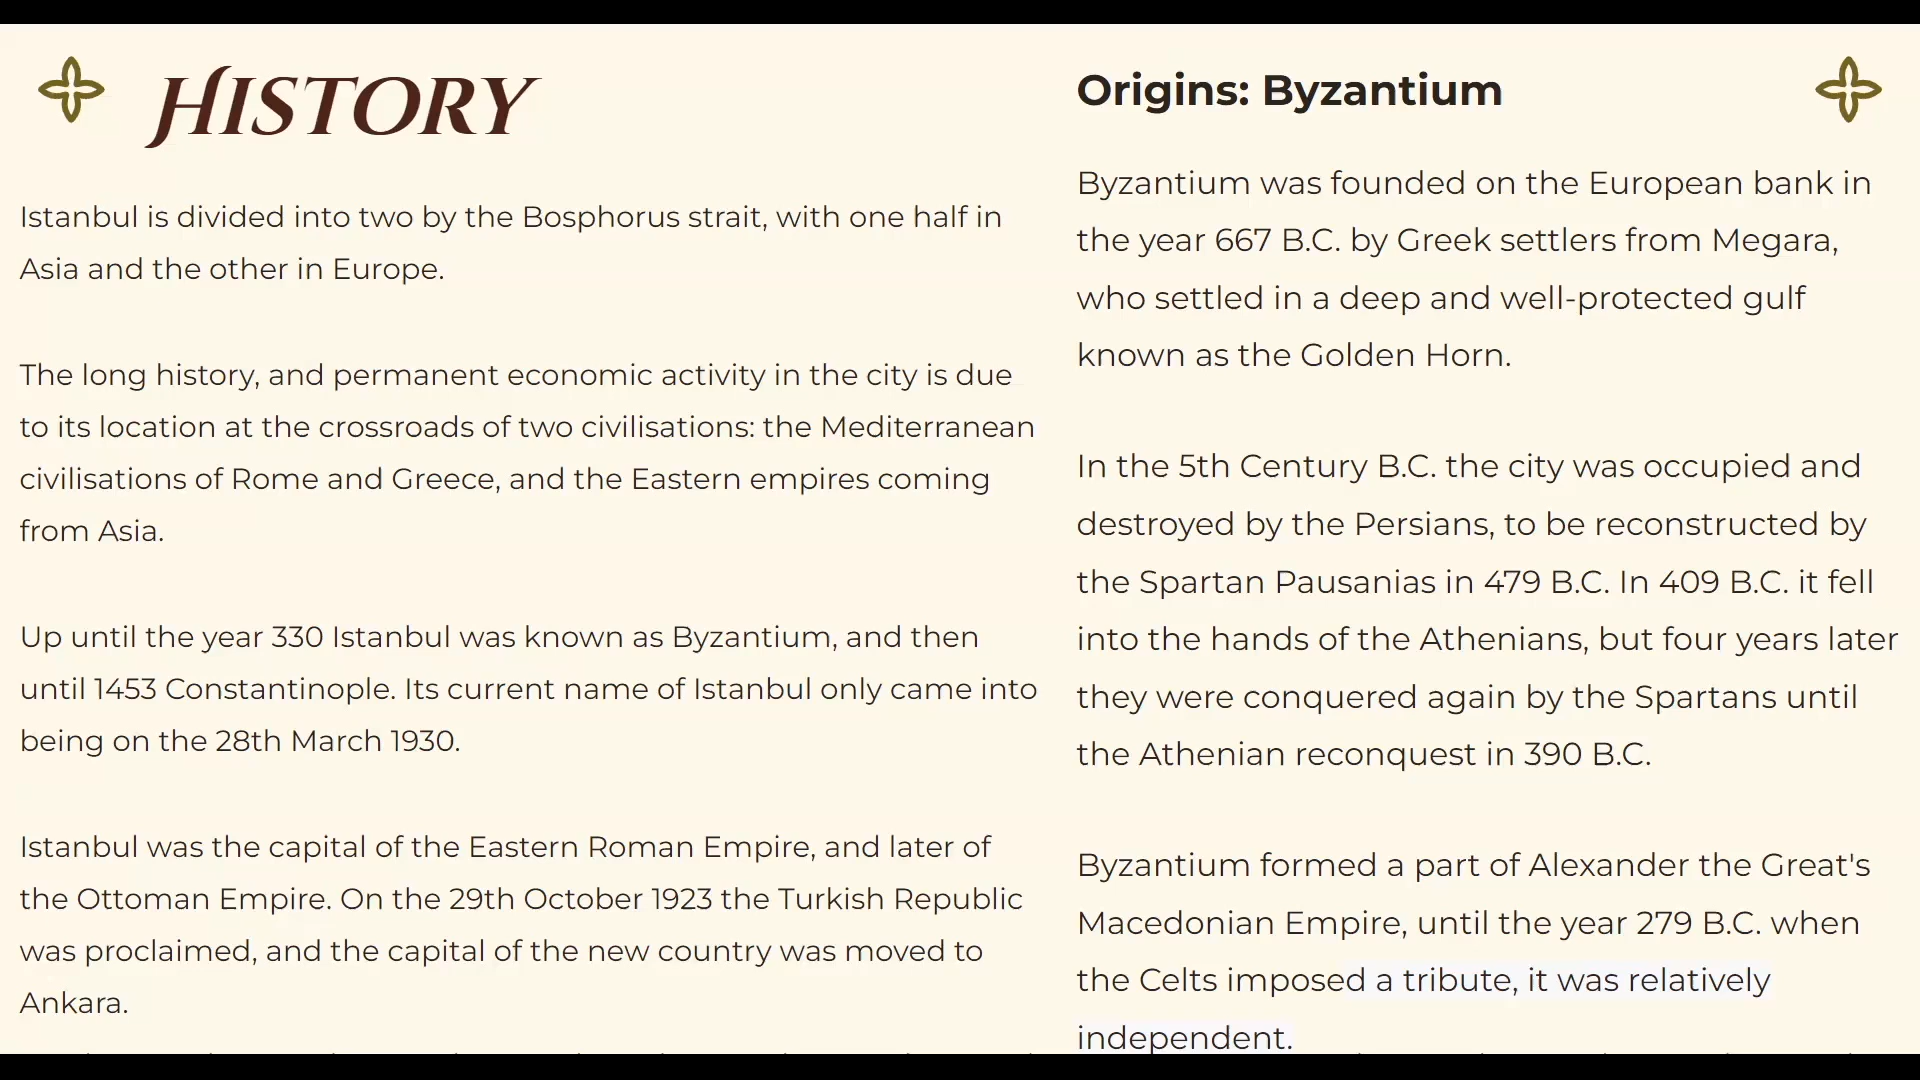 History
Istanbul is divided into two by the Bosphorus strait, with one half in
Asia and the other in Europe.
The long history, and permanent economic activity in the city is due
to its location at the crossroads of two civilisations: the Mediterranean
civilisations of Rome and Greece, and the Eastern empires coming
from Asia.
Up until the year 330 Istanbul was known as Byzantium, and then
until 1453 Constantinople. Its current name of Istanbul only came into
being on the 28th March 1930.
Istanbul was the capital of the Eastern Roman Empire, and later of
the Ottoman Empire. On the 29th October 1923 the Turkish Republic
was proclaimed, and the capital of the new country was moved to
Ankara.
Origins: Byzantium
Byzantium was founded on the European bank in
the year 667 B.C. by Greek settlers from Megara,
who settled in a deep and well-protected gulf
known as the Golden Horn.
In the 5th Century B.C. the city was occupied and
destroyed by the Persians, to be reconstructed by
the Spartan Pausanias in 479 B.C. In 409 B.C. it fell
into the hands of the Athenians, but four years later
they were conquered again by the Spartans until
the Athenian reconquest in 390 B.C.
Byzantium formed a part of Alexander the Great's
Macedonian Empire, until the year 279 B.C. when
the Celts imposed a tribute, it was relatively
independent.